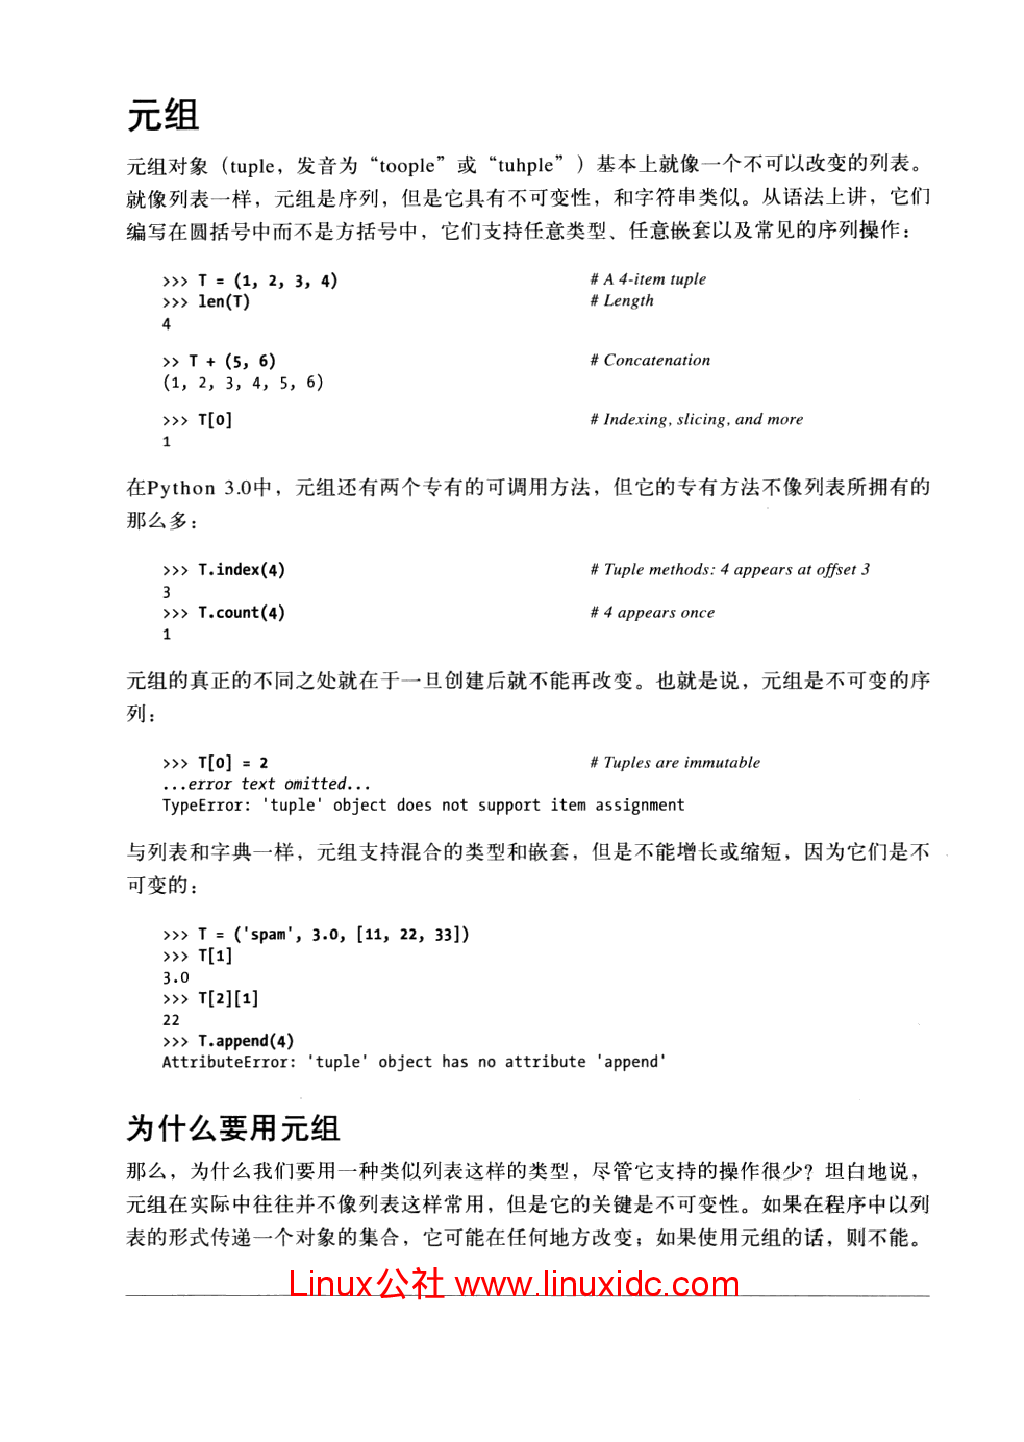 元组
元组对象（tuple，发音为“toople”或“tuhple”）基本上就像一个不可以改变的列表。
就像列表一样，元组是序列，但是它具有不可变性，和字符串类似。从语法上讲，它们
编写在圆括号中而不是方括号中，它们支持任意类型、任意嵌套以及常见的序列操作：
>>> T = (1, 2, 3, 4) # A 4-item tuple
>>> len(T) # Length
4
>> T + (5, 6) # Concatenation
(1, 2, 3, 4, 5, 6)
>>> T[0] # Indexing, slicing, and more
1
在Python 3.0中，元组还有两个专有的可调用方法，但它的专有方法不像列表所拥有的
那么多：
>>> T.index(4) # Tuple methods: 4 appears at offset 3
3
>>> T.count(4) # 4 appears once
1
元组的真正的不同之处就在于一旦创建后就不能再改变。也就是说，元组是不可变的序
列：
>>> T[0] = 2 # Tuples are immutable
...error text omitted...
TypeError: 'tuple' object does not support item assignment
与列表和字典一样，元组支持混合的类型和嵌套，但是不能增长或缩短，因为它们是不
可变的：
>>> T = ('spam', 3.0, [11, 22, 33])
>>> T[1]
3.0
>>> T[2][1]
22
>>> T.append(4)
AttributeError: 'tuple' object has no attribute 'append'
为什么要用元组
那么，为什么我们要用一种类似列表这样的类型，尽管它支持的操作很少？坦白地说，
元组在实际中往往并不像列表这样常用，但是它的关键是不可变性。如果在程序中以列
表的形式传递一个对象的集合，它可能在任何地方改变；如果使用元组的话，则不能。
Linux公社 www.linuxidc.com